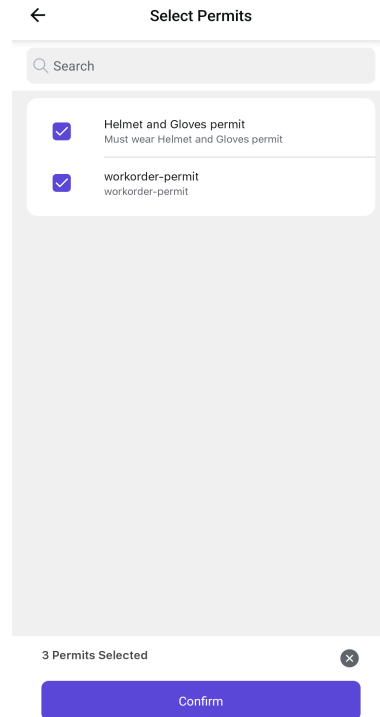 Select Permits
Search
Helmet and Gloves permit
Must wear Helmet and Gloves permit
workorder-permit
workorder-permit
3 Permits Selected
Confirm